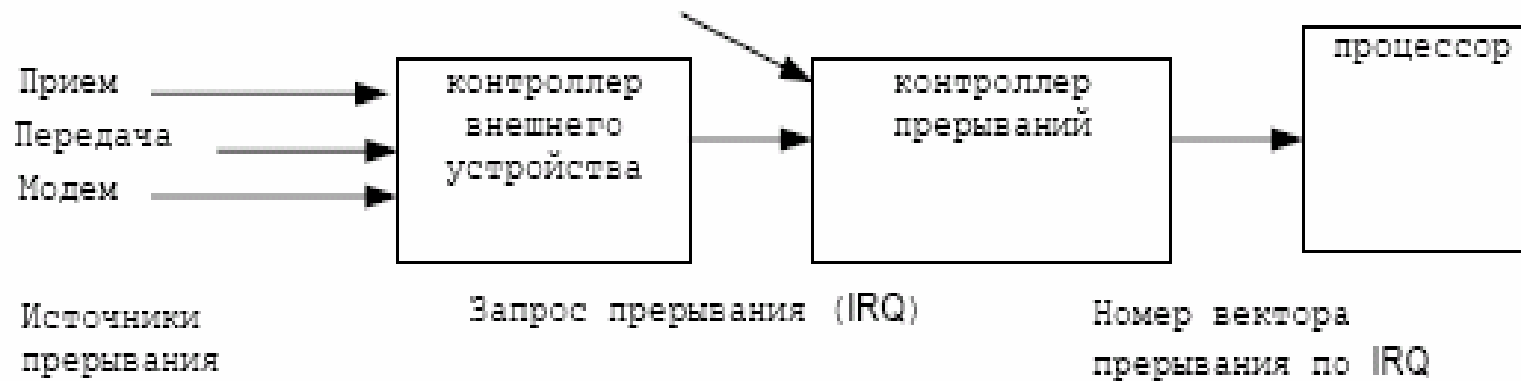 Прием
Передача
Модем
контроллер
внешнего
устройства
контроллер
прерываний
процессор
Источники
прерывания
Запрос прерывания (IRQ)
Номер вектора
прерывания по IRQ